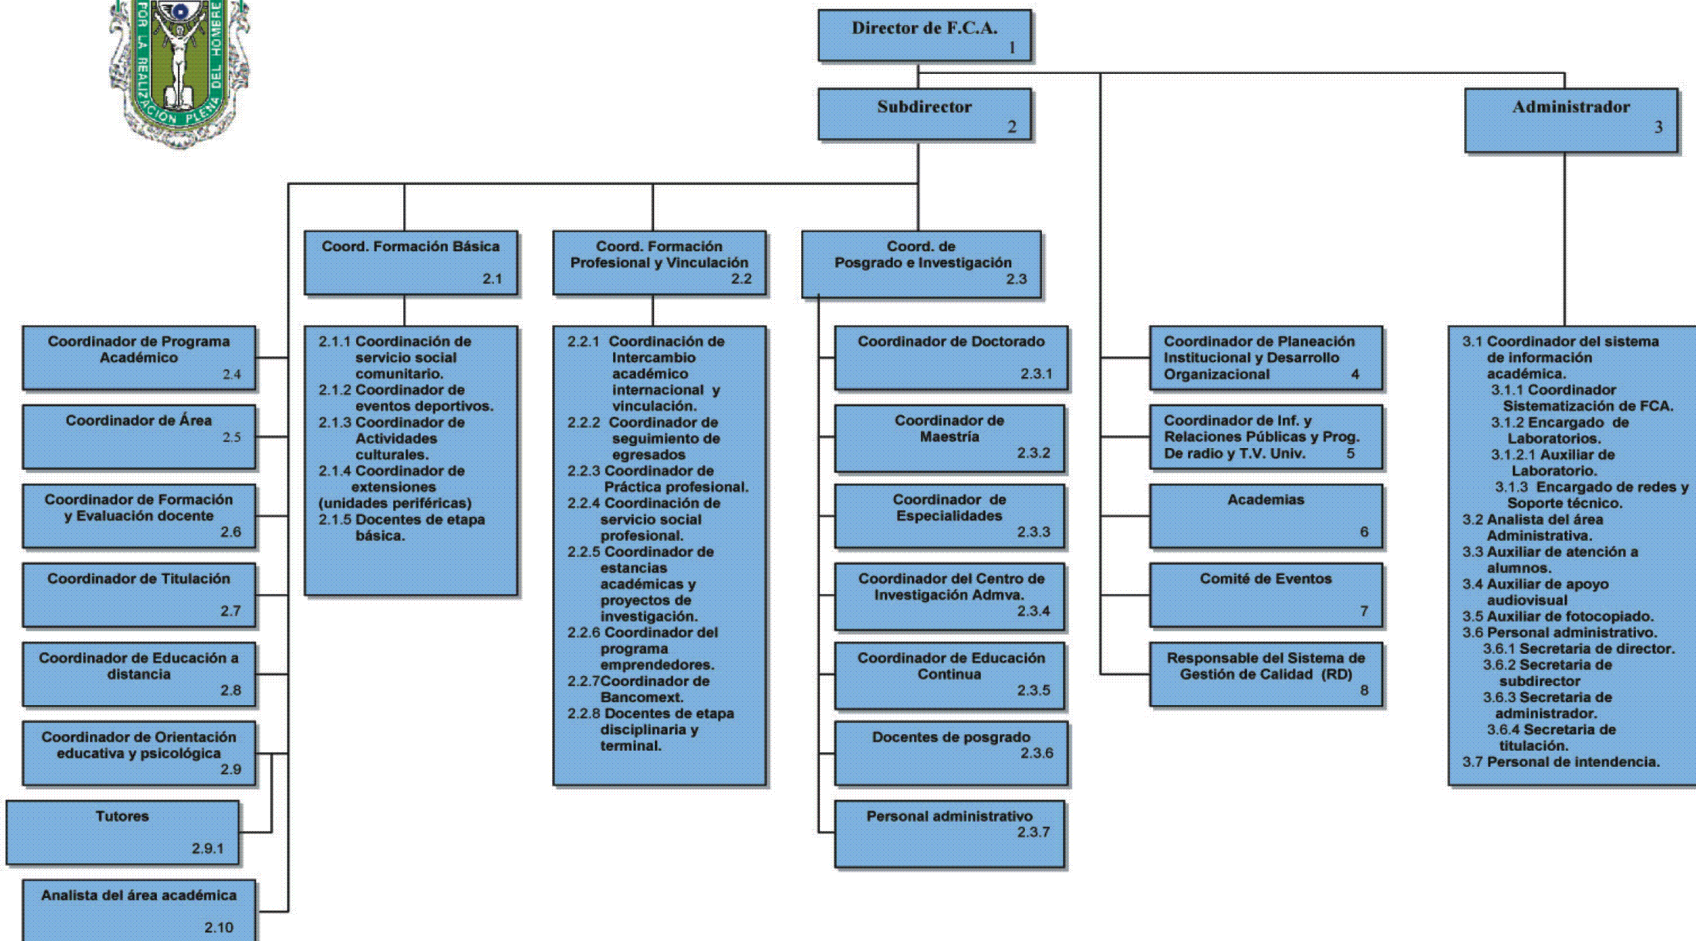 POR LA REALIZACIÓN PLENA DEL HOMBRE
Director de F.C.A.
1
Subdirector
2
Administrador
3
Coord. Formación Básica
2.1
Coord. Formación
Profesional y Vinculación
2.2
Coord. de
Posgrado e Investigación
2.3
Coordinador de Programa
Académico
2.4
Coordinador de Área
2.5
Coordinador de Formación
y Evaluación docente
2.6
Coordinador de Titulación
2.7
Coordinador de Educación a
distancia
2.8
Coordinador de Orientación
educativa y psicológica
2.9
Tutores
2.9.1
Analista del área académica
2.10
2.1.1 Coordinación de
servicio social
comunitario.
2.1.2 Coordinador de
eventos deportivos.
2.1.3 Coordinador de
Actividades
culturales.
2.1.4 Coordinador de
extensiones
(unidades periféricas)
2.1.5 Docentes de etapa
básica.
2.2.1 Coordinación de
Intercambio
académico
internacional y
vinculación.
2.2.2 Coordinador de
seguimiento de
egresados
2.2.3 Coordinador de
Práctica profesional.
2.2.4 Coordinación de
servicio social
profesional.
2.2.5 Coordinador de
estancias
académicas y
proyectos de
investigación.
2.2.6 Coordinador del
programa
emprendedores.
2.2.7Coordinador de
Bancomext.
2.2.8 Docentes de etapa
disciplinaria y
terminal.
Coordinador de Doctorado
2.3.1
Coordinador de
Maestría
2.3.2
Coordinador de
Especialidades
2.3.3
Coordinador del Centro de
Investigación Admva.
2.3.4
Coordinador de Educación
Continua
2.3.5
Docentes de posgrado
2.3.6
Personal administrativo
2.3.7
Coordinador de Planeación
Institucional y Desarrollo
Organizacional 4
Coordinador de Inf. y
Relaciones Públicas y Prog.
De radio y T.V. Univ. 5
Academias
6
Comité de Eventos
7
Responsable del Sistema de
Gestión de Calidad (RD)
8
3.1 Coordinador del sistema
de información
académica.
3.1.1 Coordinador
Sistematización de FCA.
3.1.2 Encargado de
Laboratorios.
3.1.2.1 Auxiliar de
Laboratorio.
3.1.3 Encargado de redes y
Soporte técnico.
3.2 Analista del área
Administrativa.
3.3 Auxiliar de atención a
alumnos.
3.4 Auxiliar de apoyo
audiovisual
3.5 Auxiliar de fotocopiado.
3.6 Personal administrativo.
3.6.1 Secretaria de director.
3.6.2 Secretaria de
subdirector
3.6.3 Secretaria de
administrador.
3.6.4 Secretaria de
titulación.
3.7 Personal de intendencia.